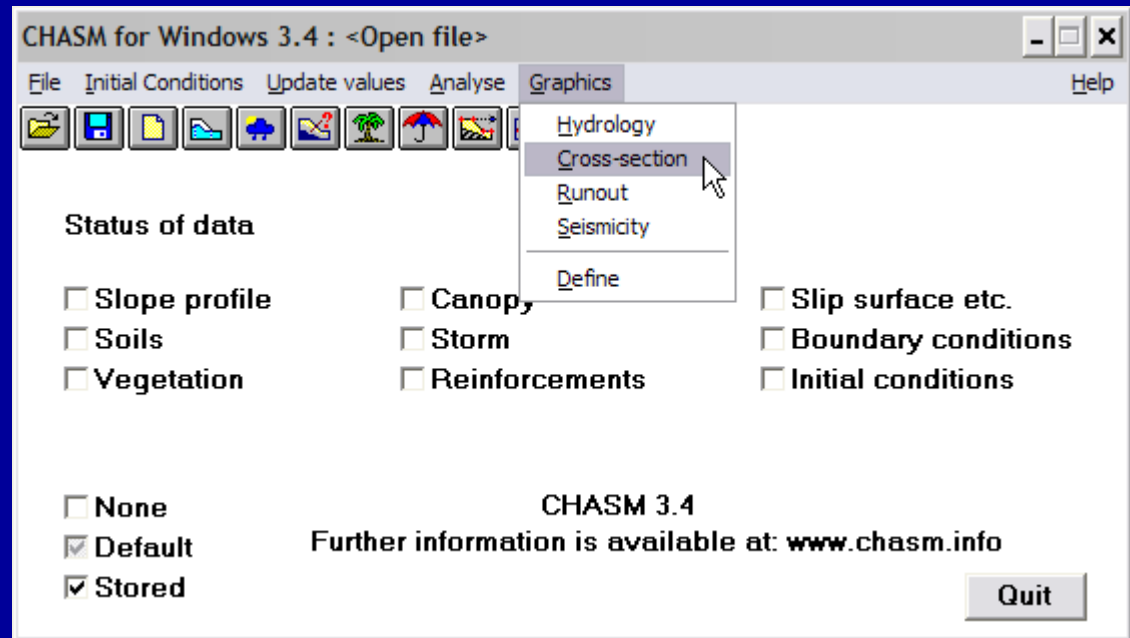 CHASM for Windows 3.4 : <Open file>
File Initial Conditions Update values Analyse Graphics Help
Hydrology
Cross-section
Runout
Seismicity
Define
Status of data
Slope profile Canopy Slip surface etc.
Soils Storm Boundary conditions
Vegetation Reinforcements Initial conditions
None
Default
Stored
CHASM 3.4
Further information is available at: www.chasm.info
Quit